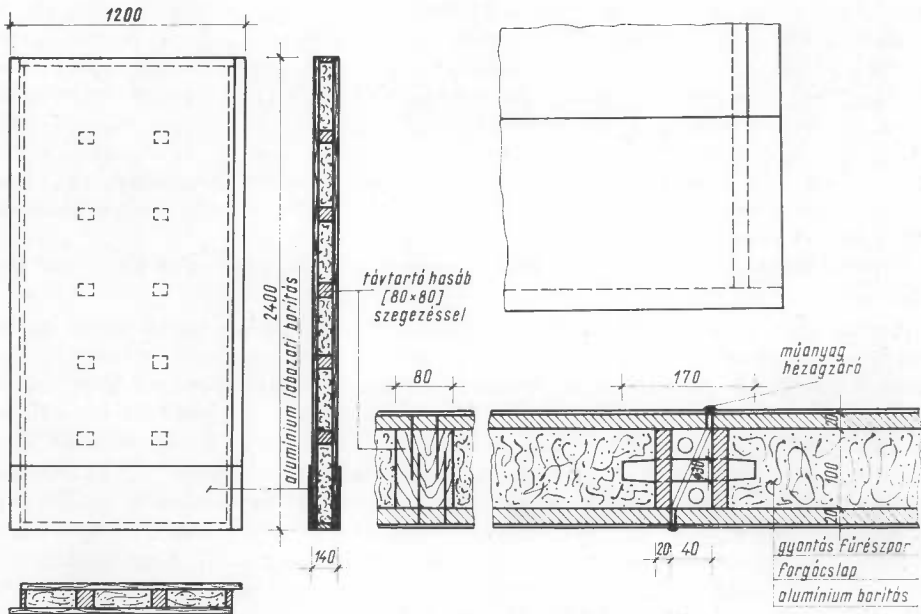 1200
2400
alumínium lábazati borítás
140
távtartó hasáb
[80×80]
szegezéssel
80
170
műanyag
hézagzáró
20
100
20
430
20
40
gyantás fűrészpor
forgácslap
alumínium borítás